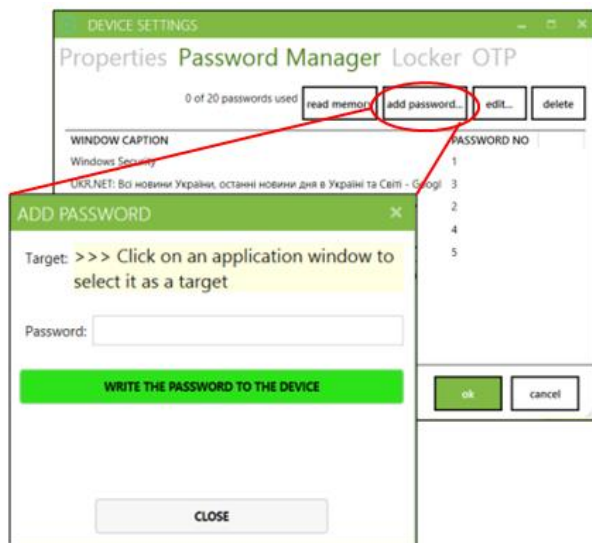 DEVICE SETTINGS
Properties Password Manager Locker OTP
0 of 20 passwords used read memory add password... edit... delete
WINDOW CAPTION PASSWORD NO
Windows Security 1
UKR.NET: Всі новини України, останні новини дня в Україні та Світі - Googl 3
2
4
5
ADD PASSWORD
Target: >>> Click on an application window to
select it as a target
Password:
WRITE THE PASSWORD TO THE DEVICE
ok cancel
CLOSE